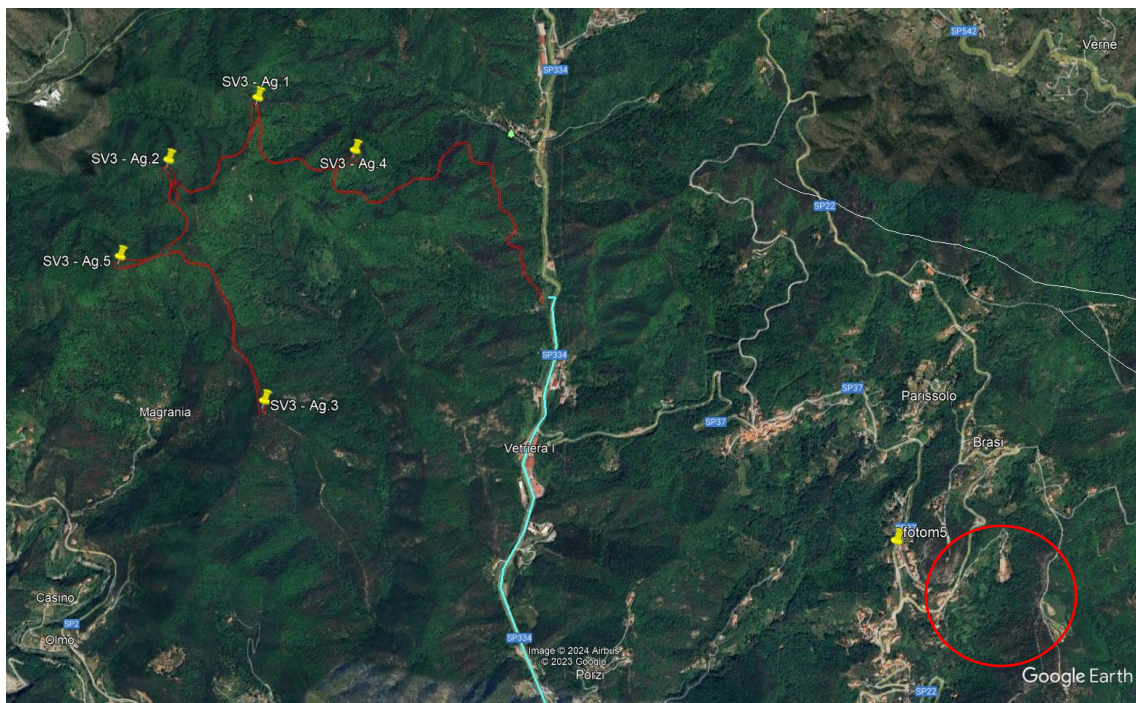 SP542
Verne
SP334
SV3 - Ag.1
SV3 - Ag.2
SV3 - Ag.4
SP22
SV3 - Ag.5
SP334
SP37
Parissolo
SV3 - Ag.3
Magrania
SP37
Brasi
Vetriera I
SP37
fotom5
Casino
SP2
Olmo
SP334
Image © 2024 Airbus
© 2023 Google
Porzi
Google Earth
SP22